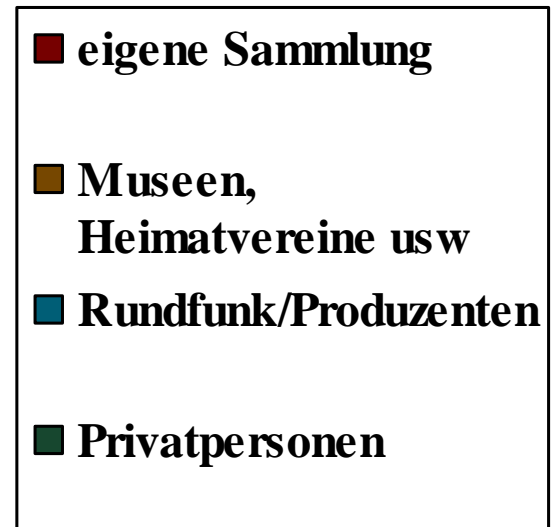 eigene Sammlung
Museen,
Heimatvereine usw
Rundfunk/Produzenten
Privatpersonen